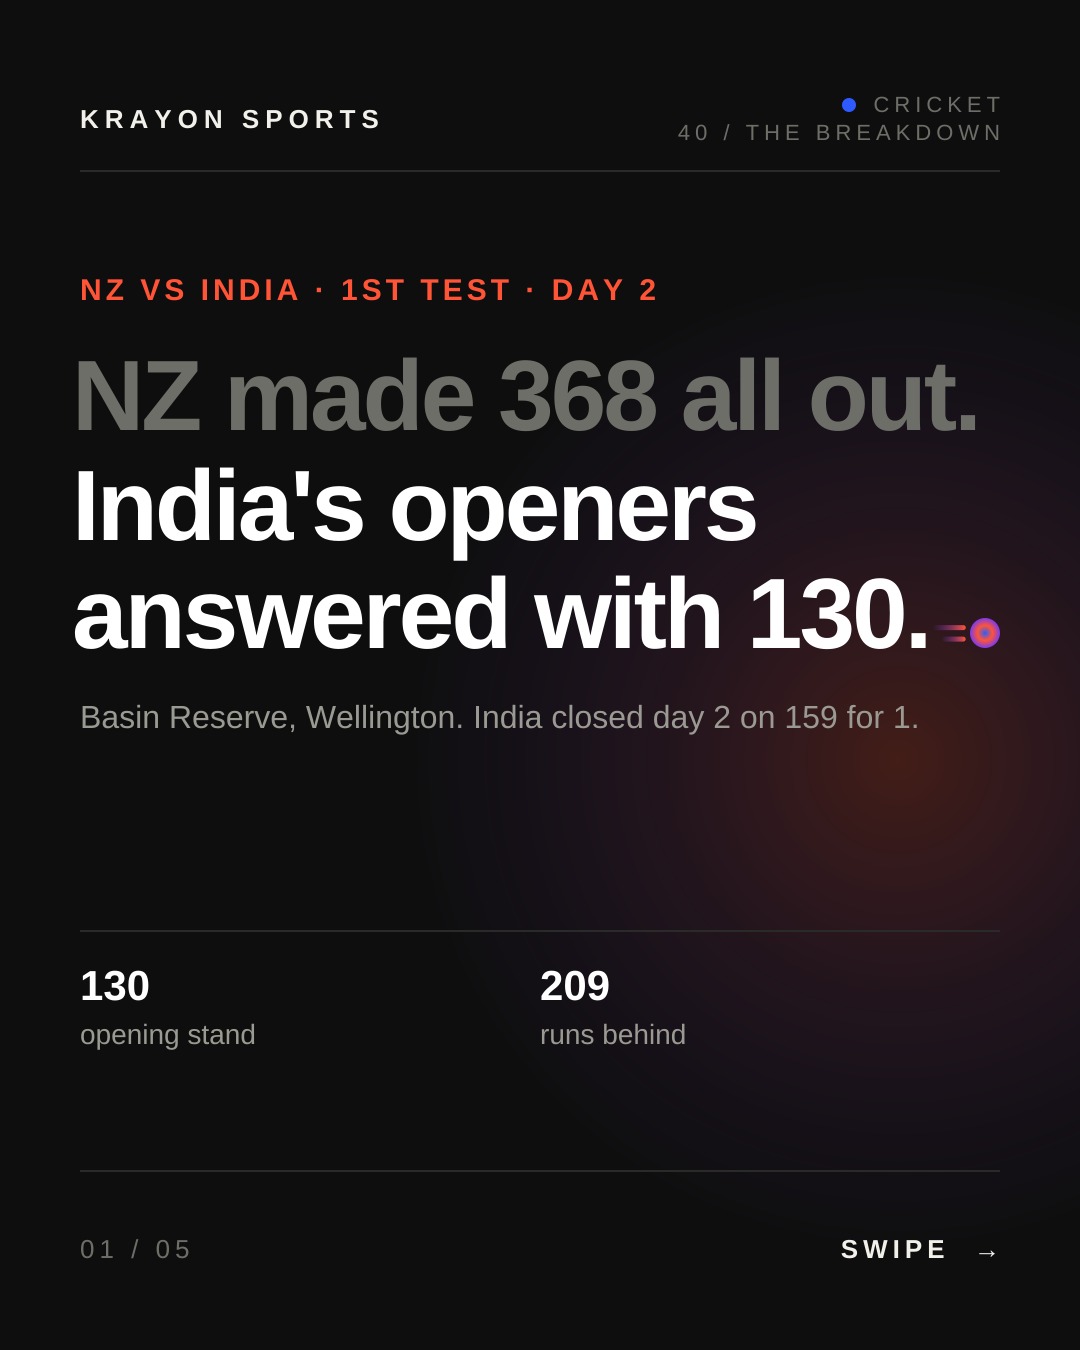 KRAYON SPORTS
CRICKET
40 / THE BREAKDOWN
NZ VS INDIA · 1ST TEST · DAY 2
NZ made 368 all out.
India's openers
answered with 130.
Basin Reserve, Wellington. India closed day 2 on 159 for 1.
130
opening stand
209
runs behind
01 / 05
SWIPE →